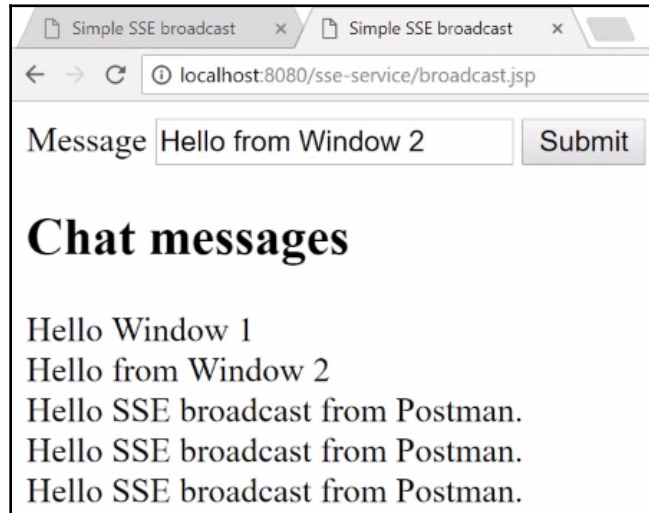 Simple SSE broadcast
Simple SSE broadcast
localhost:8080/sse-service/broadcast.jsp
Message Hello from Window 2 Submit
Chat messages
Hello Window 1
Hello from Window 2
Hello SSE broadcast from Postman.
Hello SSE broadcast from Postman.
Hello SSE broadcast from Postman.